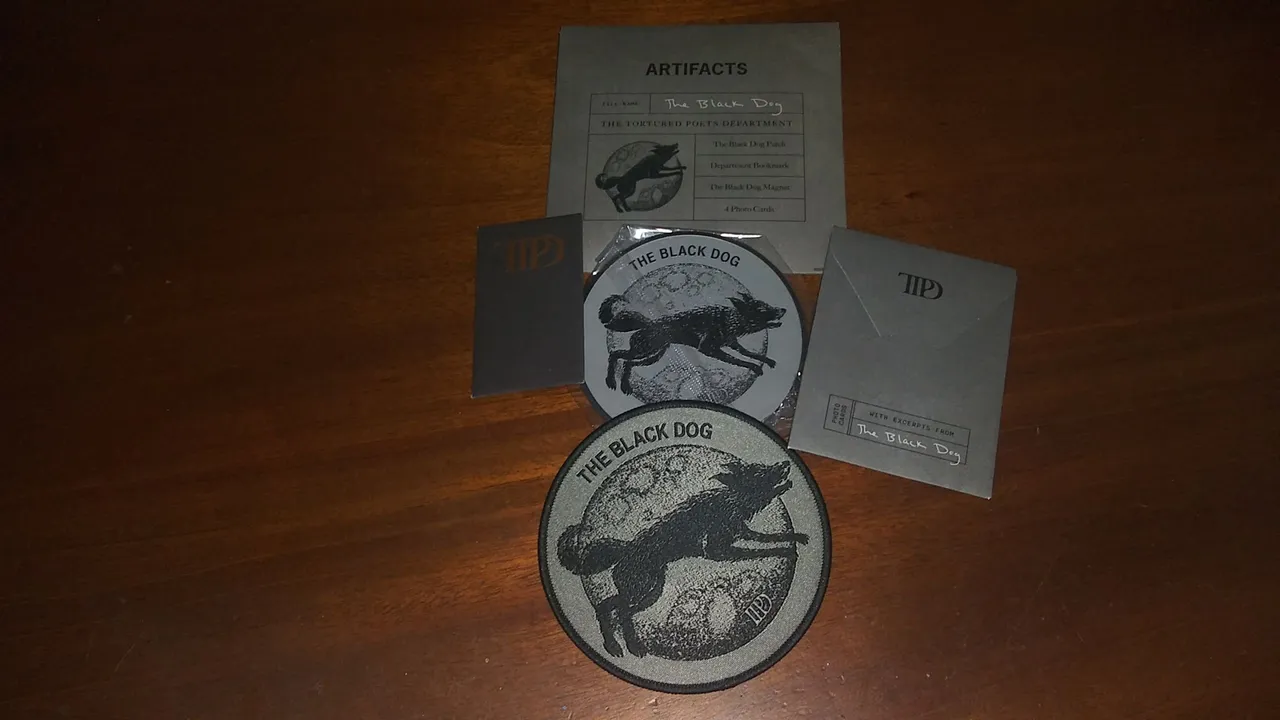 ARTIFACTS
The Black Dog
THE TORTURED POETS DEPARTMENT
The Black Dog Patch
Department Bookmark
The Black Dog Magnet
4 Photo Cards
TTPD
THE BLACK DOG
TTPD
PHOTO CARDS
WITH EXCERPTS FROM
The Black Dog
THE BLACK DOG
TTPD